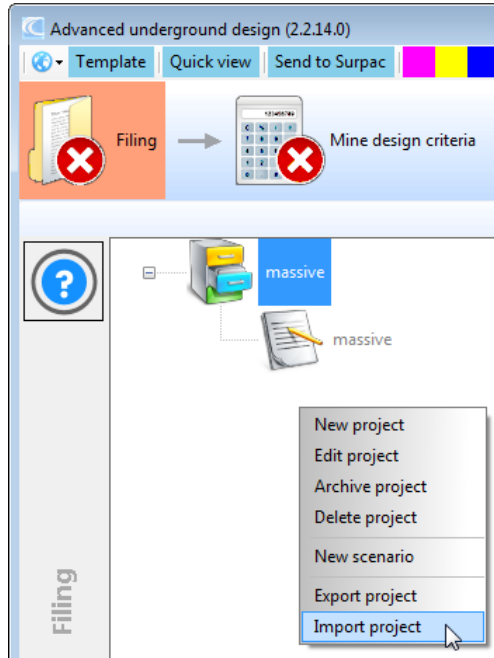 Advanced underground design (2.2.14.0)
Template Quick view Send to Surpac
Filing
Mine design criteria
massive
massive
New project
Edit project
Archive project
Delete project
New scenario
Export project
Import project
Filing